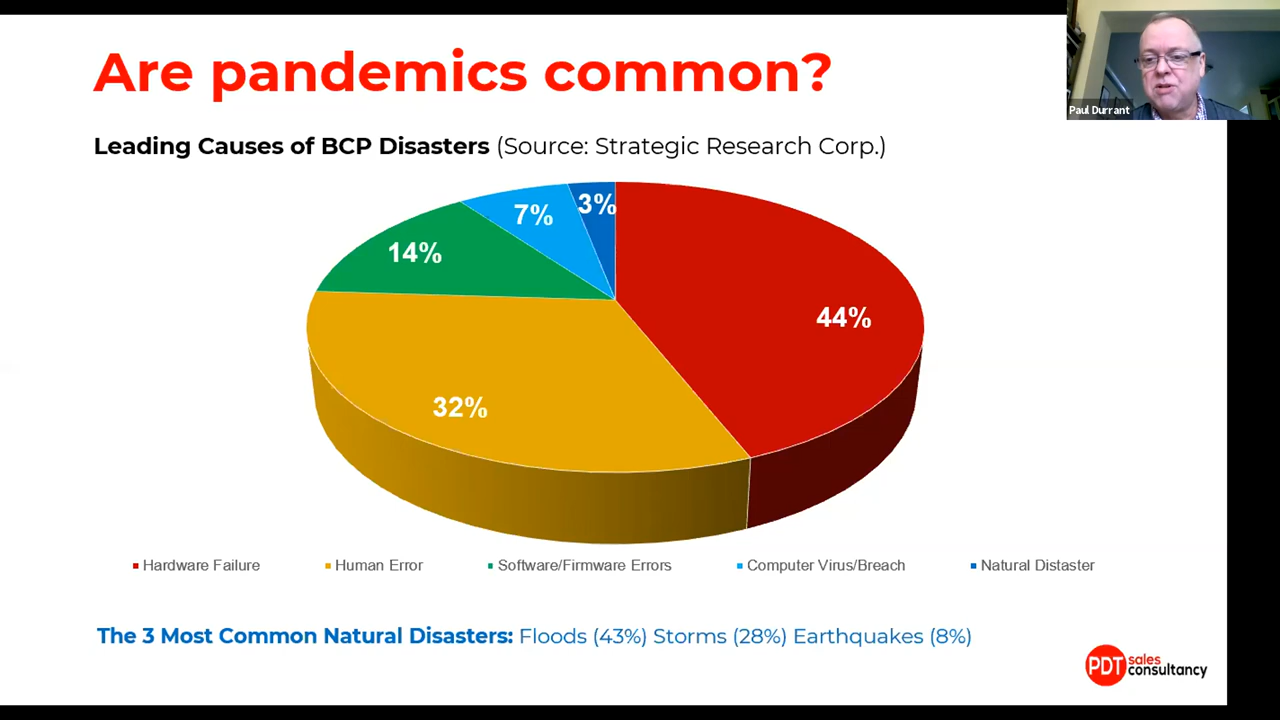 Are pandemics common?
Paul Durrant
Leading Causes of BCP Disasters (Source: Strategic Research Corp.)
3%
7%
14%
44%
32%
Hardware Failure Human Error Software/Firmware Errors Computer Virus/Breach Natural Distaster
The 3 Most Common Natural Disasters: Floods (43%) Storms (28%) Earthquakes (8%)
PDT sales
consultancy